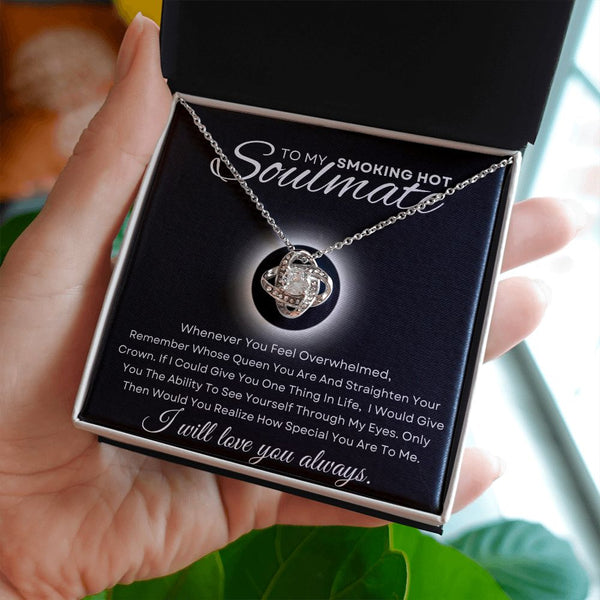 TO MY SMOKING HOT
Soulmate
Whenever You Feel Overwhelmed,
Remember Whose Queen You Are And Straighten Your
Crown. If I Could Give You One Thing In Life, I Would Give
You The Ability To See Yourself Through My Eyes. Only
Then Would You Realize How Special You Are To Me.
I will love you always.